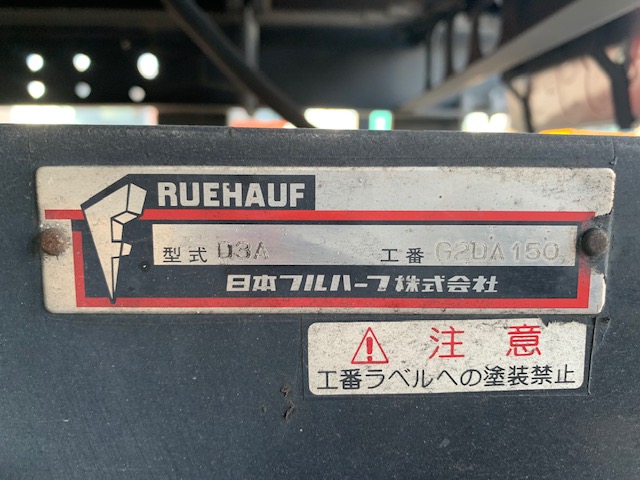 FRUEHAUF
型式 D3A 工番 G2DA150
日本フルハーフ株式会社
注意
工番ラベルへの塗装禁止